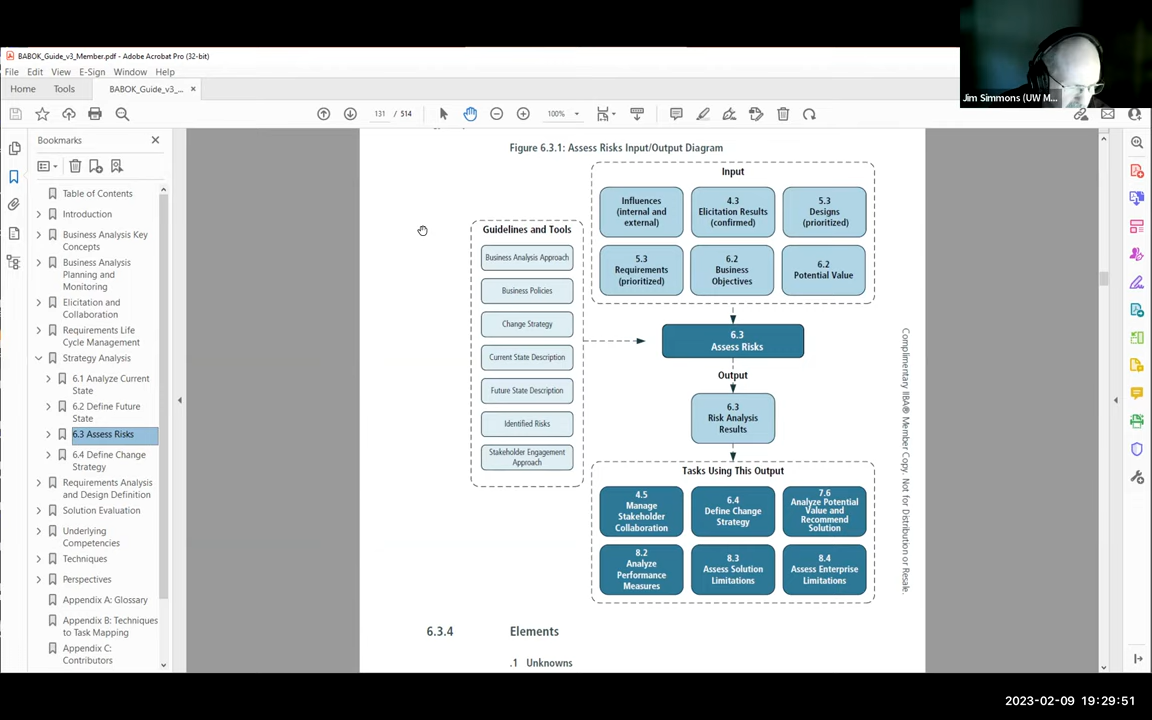 BABOK_Guide_v3_Member.pdf - Adobe Acrobat Pro (32-bit)
File Edit View E-Sign Window Help
Home Tools BABOK_Guide_v3_... ×
131 / 514
100%
Jim Simmons (UW M...
Bookmarks
Table of Contents
Introduction
Business Analysis Key
Concepts
Business Analysis
Planning and
Monitoring
Elicitation and
Collaboration
Requirements Life
Cycle Management
Strategy Analysis
6.1 Analyze Current
State
6.2 Define Future
State
6.3 Assess Risks
6.4 Define Change
Strategy
Requirements Analysis
and Design Definition
Solution Evaluation
Underlying
Competencies
Techniques
Perspectives
Appendix A: Glossary
Appendix B: Techniques
to Task Mapping
Appendix C:
Contributors
Figure 6.3.1: Assess Risks Input/Output Diagram
Input
Influences
(internal and
external)
4.3
Elicitation Results
(confirmed)
5.3
Designs
(prioritized)
5.3
Requirements
(prioritized)
6.2
Business
Objectives
6.2
Potential Value
Guidelines and Tools
Business Analysis Approach
Business Policies
Change Strategy
Current State Description
Future State Description
Identified Risks
Stakeholder Engagement
Approach
6.3
Assess Risks
Output
6.3
Risk Analysis
Results
Tasks Using This Output
4.5
Manage
Stakeholder
Collaboration
6.4
Define Change
Strategy
7.6
Analyze Potential
Value and
Recommend
Solution
8.2
Analyze
Performance
Measures
8.3
Assess Solution
Limitations
8.4
Assess Enterprise
Limitations
Complimentary IIBA® Member Copy. Not for Distribution or Resale.
6.3.4 Elements
.1 Unknowns
2023-02-09 19:29:51